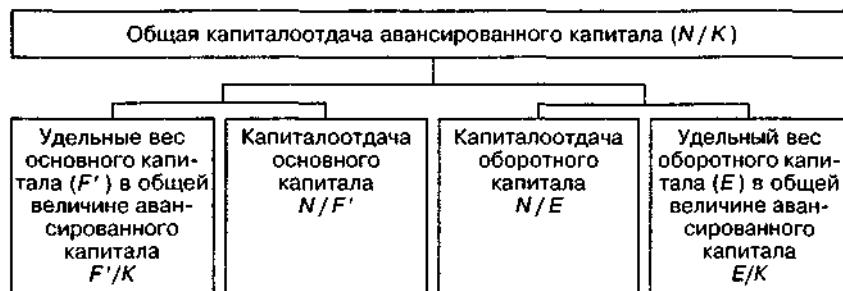 Общая капиталоотдача авансированного капитала (N/K)
Удельные вес
основного капи-
тала (F') в общей
величине аван-
сированного
капитала
F'/K
Капиталоотдача
основного
капитала
N/F'
Капиталоотдача
оборотного
капитала
N/E
Удельный вес
оборотного капи-
тала (E) в общей
величине аван-
сированного
капитала
E/K